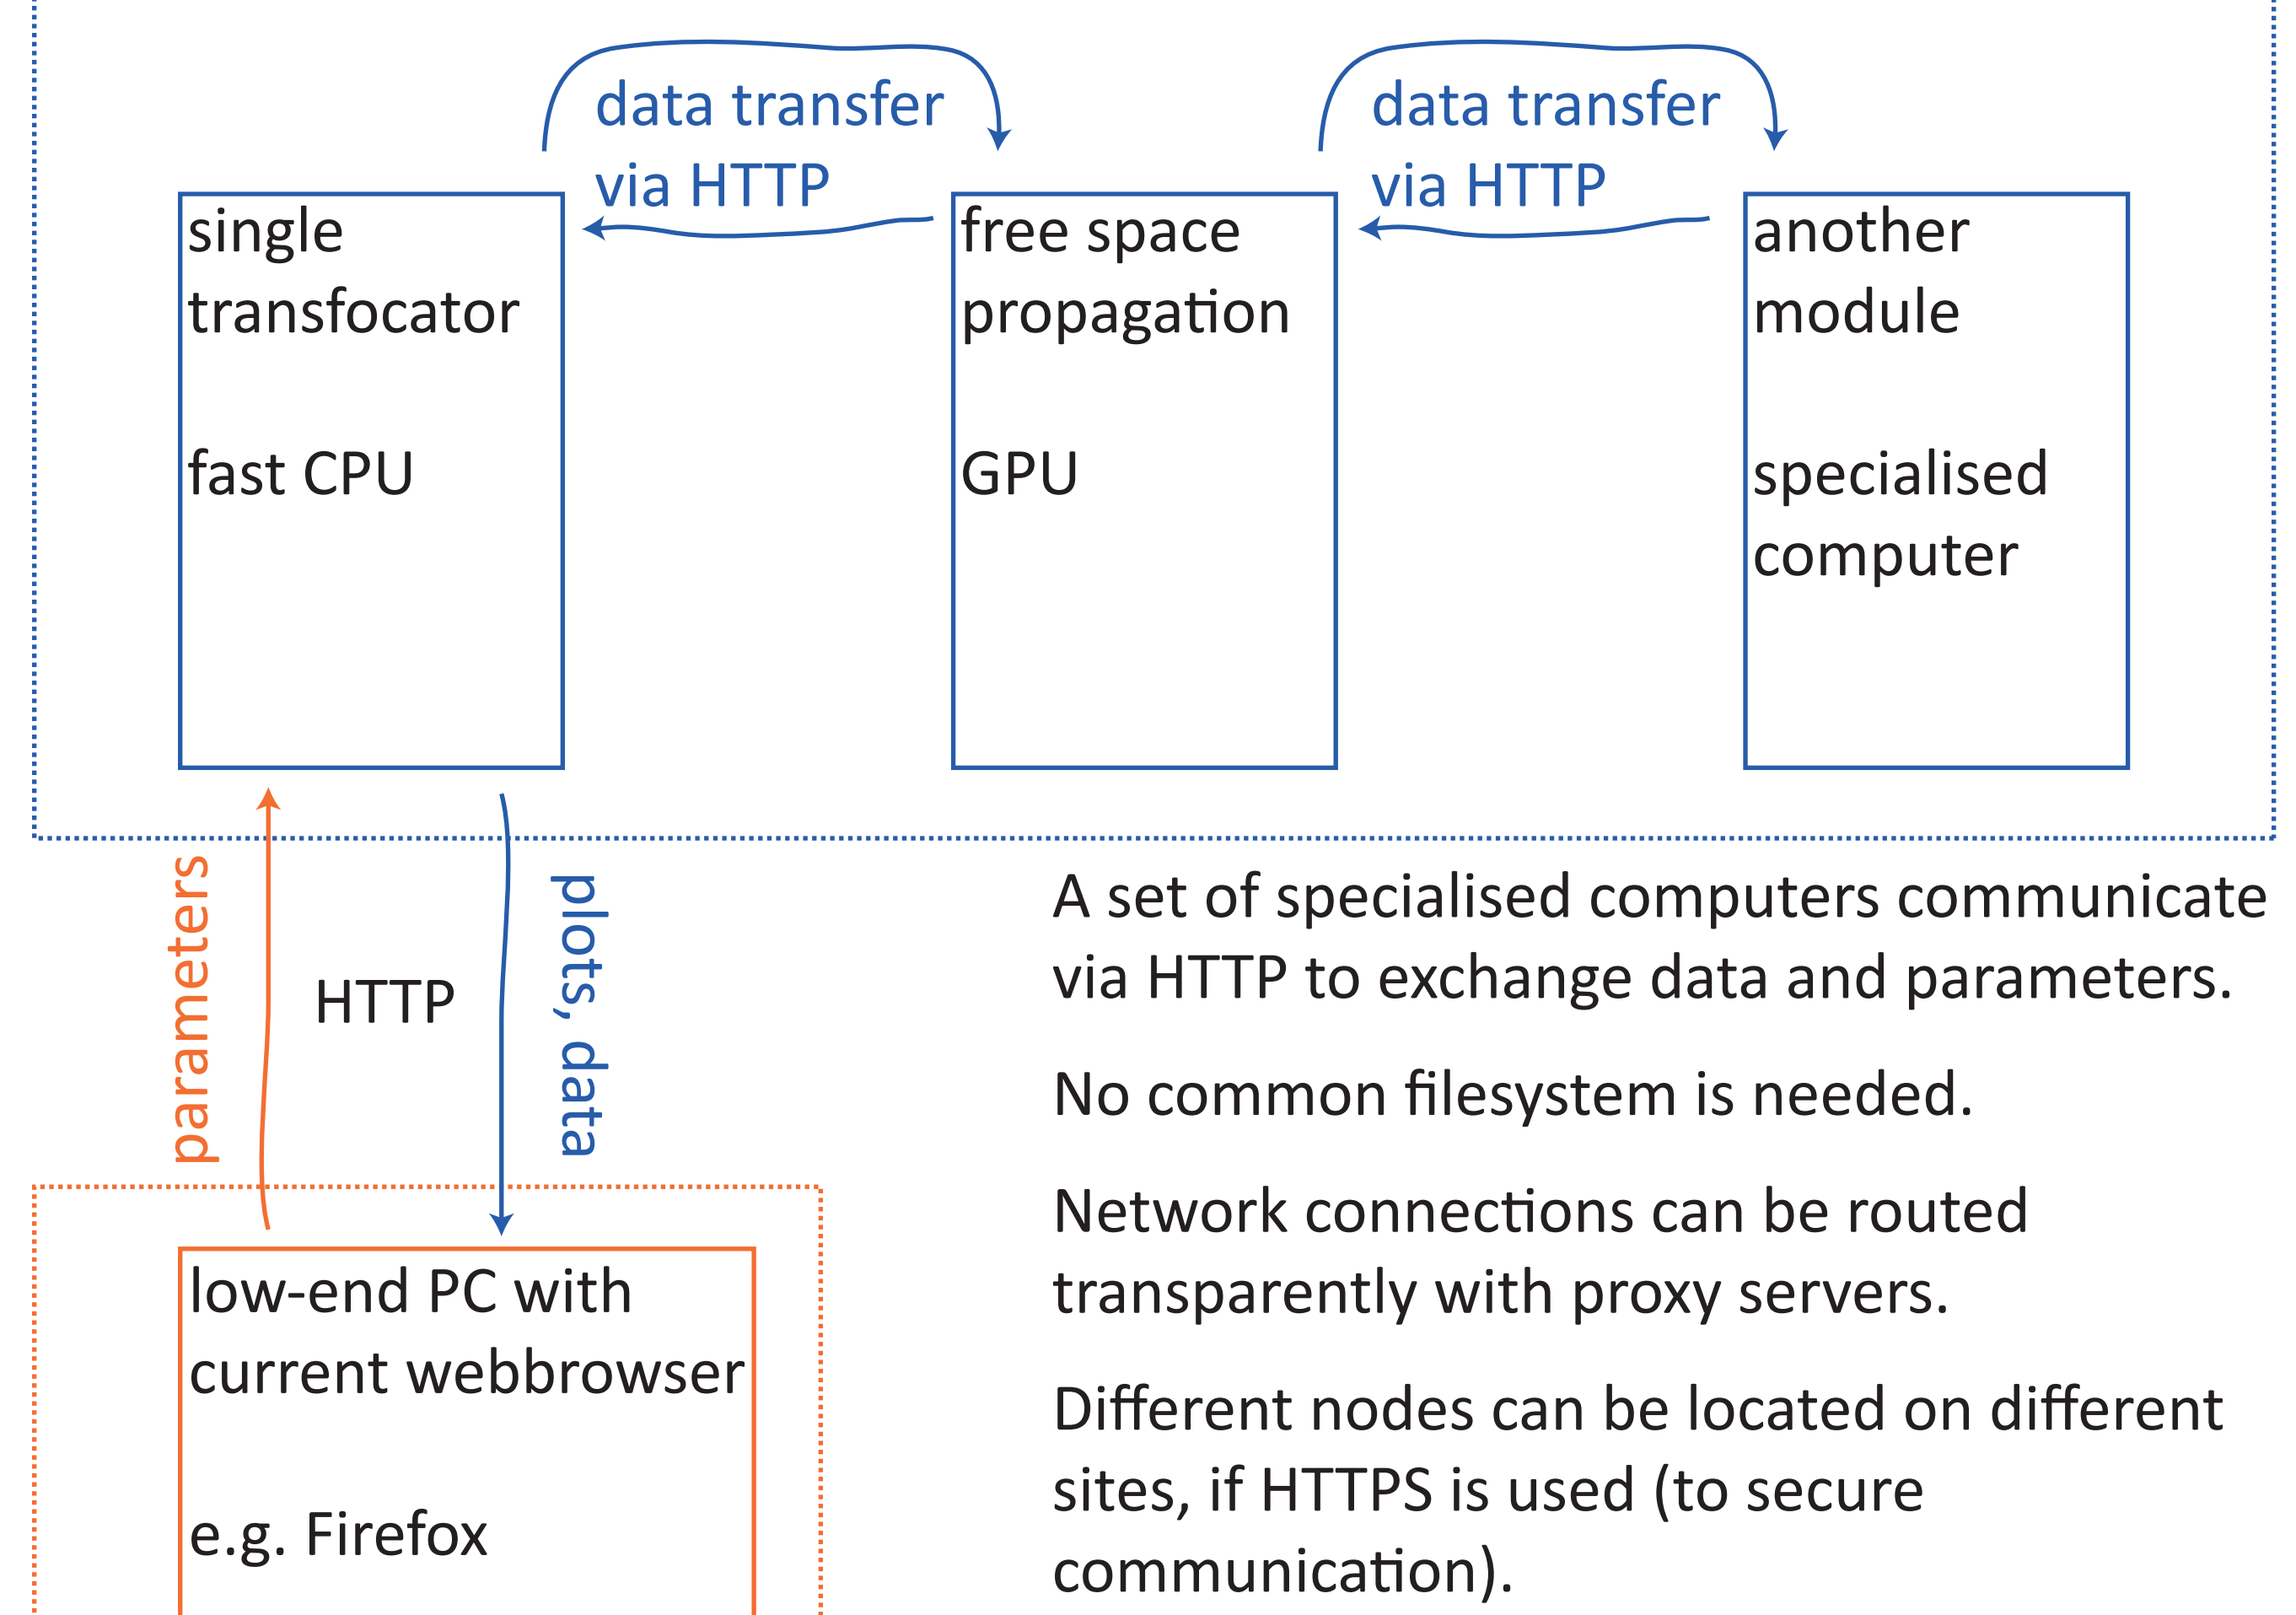 data transfer
via HTTP
data transfer
via HTTP
single
transfocator
fast CPU
free space
propagation
GPU
another
module
specialised
computer
parameters
HTTP
plots, data
low-end PC with
current webbrowser
e.g. Firefox
A set of specialised computers communicate
via HTTP to exchange data and parameters.
No common filesystem is needed.
Network connections can be routed
transparently with proxy servers.
Different nodes can be located on different
sites, if HTTPS is used (to secure
communication).